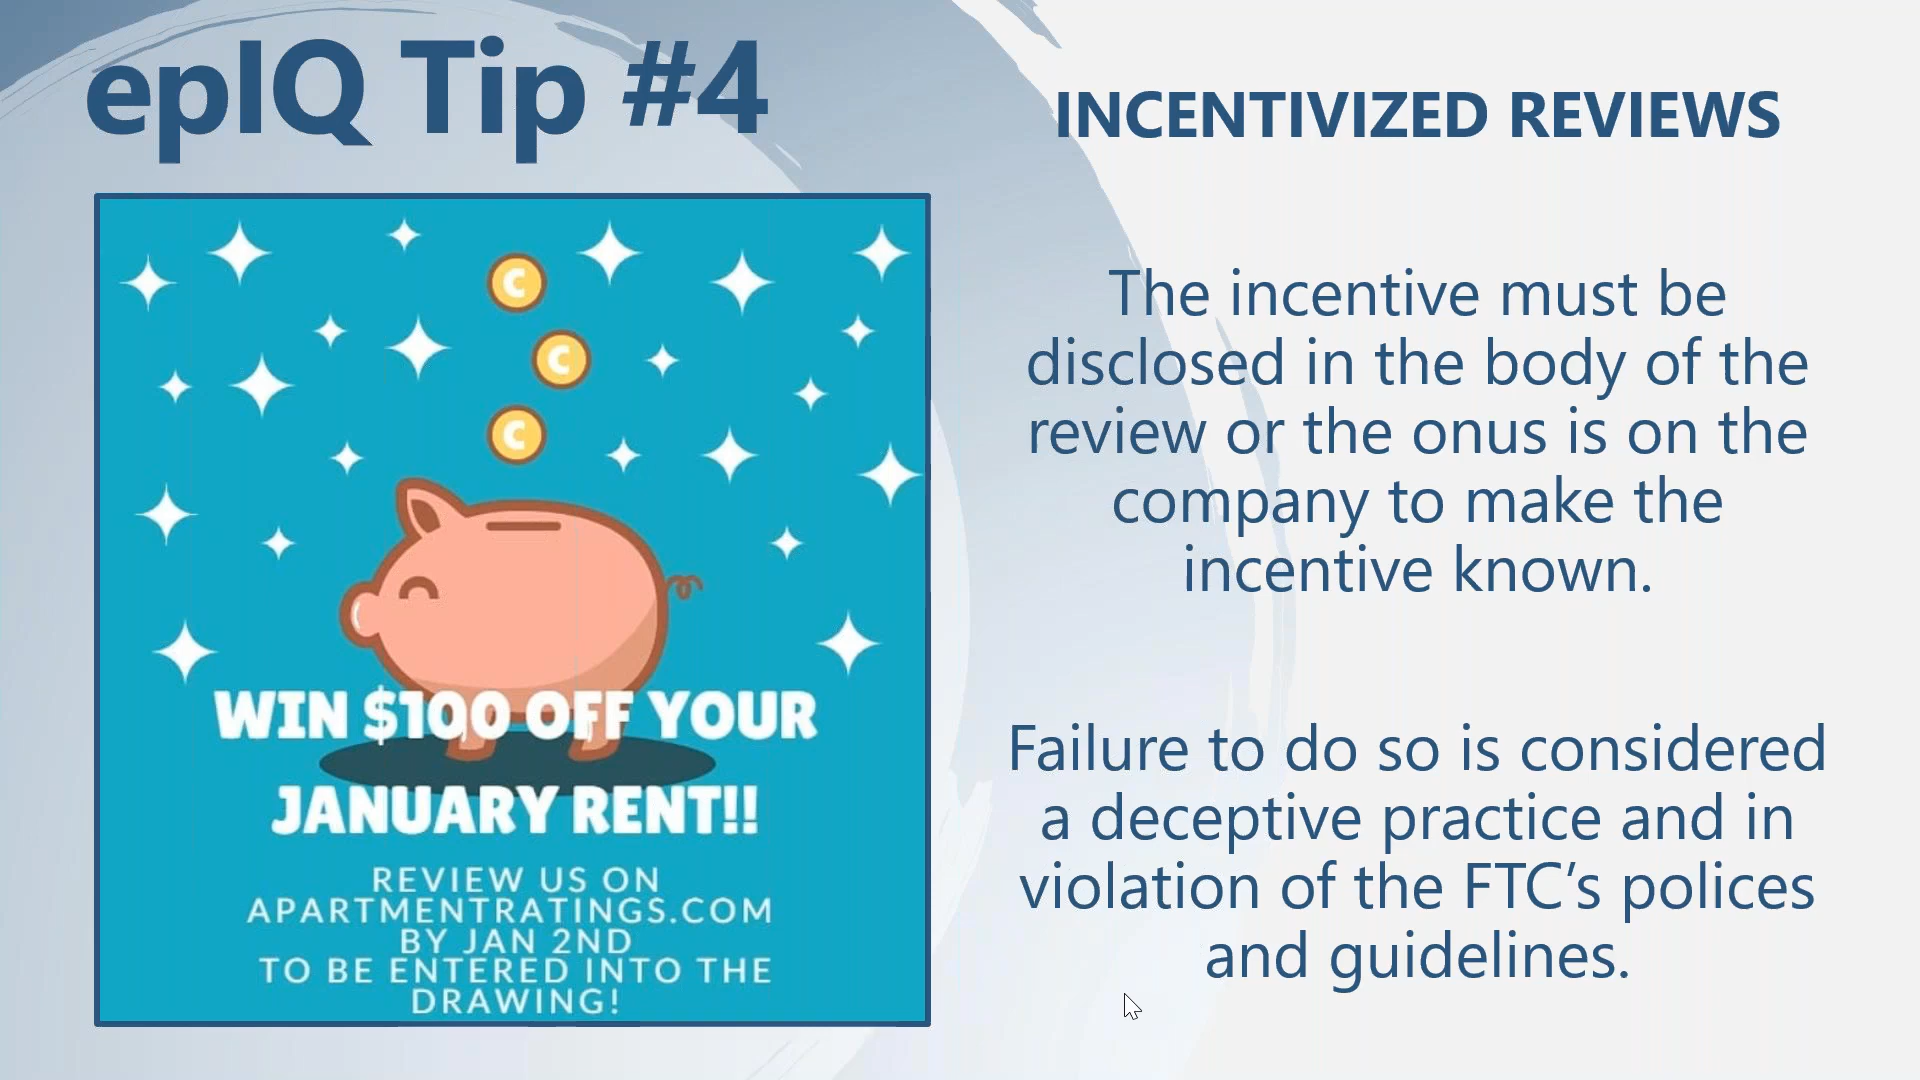 epIQ Tip #4
INCENTIVIZED REVIEWS
C
C
C
WIN $100 OFF YOUR
JANUARY RENT!!
REVIEW US ON
APARTMENTRATINGS.COM
BY JAN 2ND
TO BE ENTERED INTO THE
DRAWING!
The incentive must be
disclosed in the body of the
review or the onus is on the
company to make the
incentive known.
Failure to do so is considered
a deceptive practice and in
violation of the FTC’s polices
and guidelines.